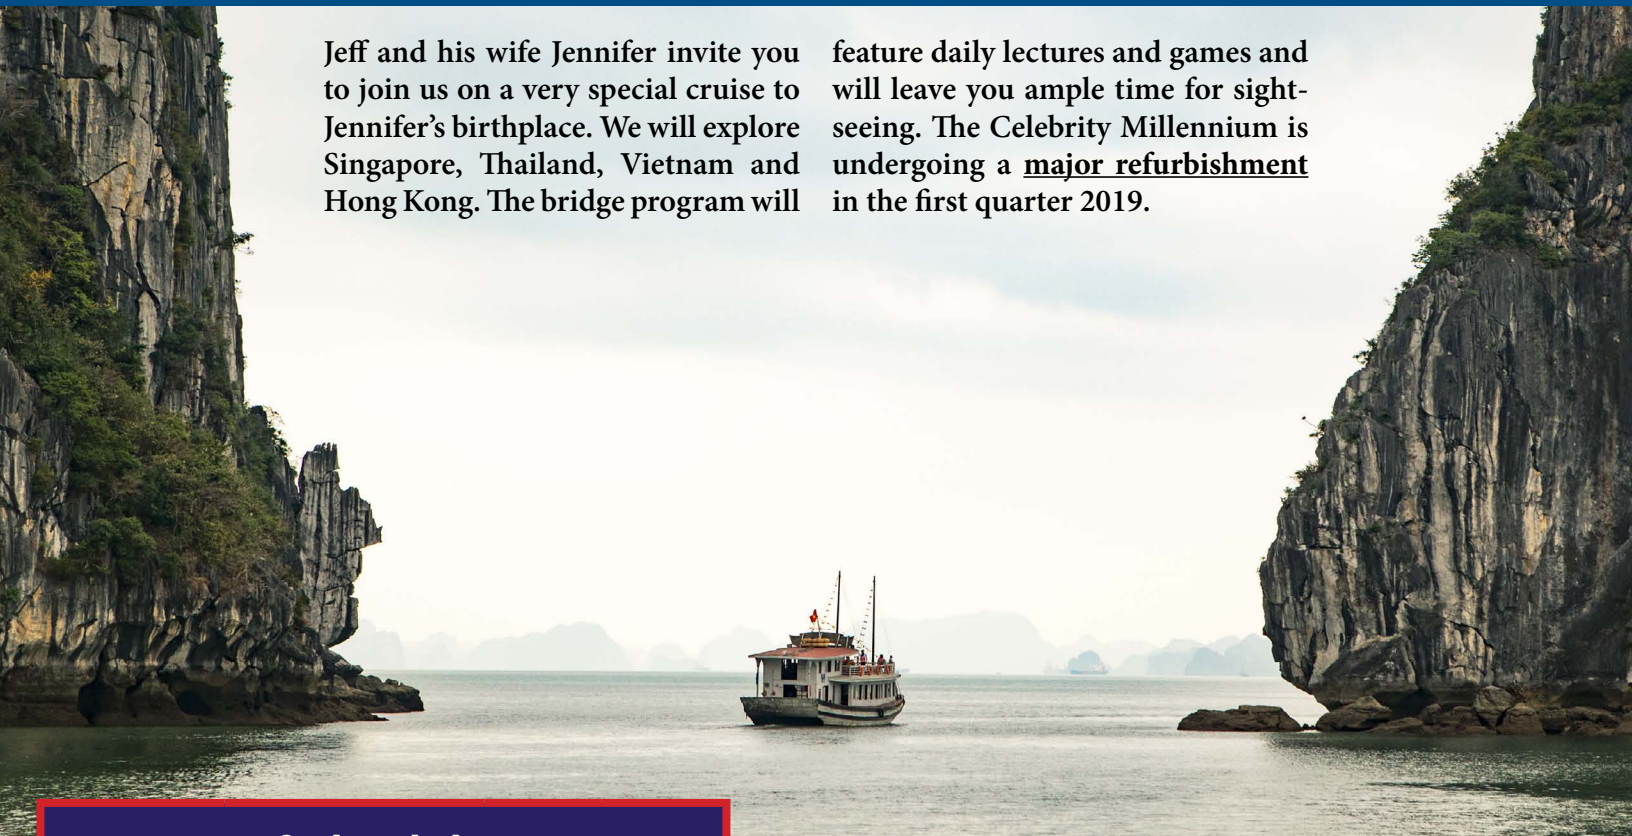 Jeff and his wife Jennifer invite you
to join us on a very special cruise to
Jennifer’s birthplace. We will explore
Singapore, Thailand, Vietnam and
Hong Kong. The bridge program will
feature daily lectures and games and
will leave you ample time for sight-
seeing. The Celebrity Millennium is
undergoing a major refurbishment
in the first quarter 2019.